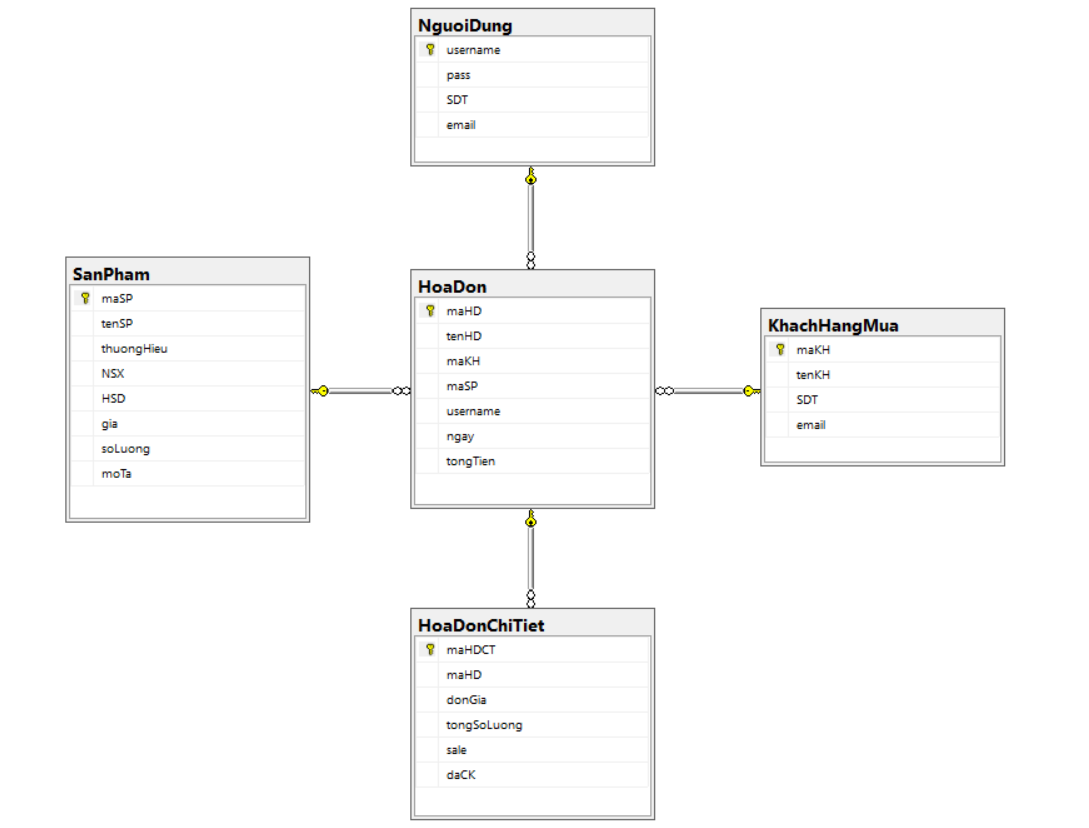 NguoiDung
username
pass
SDT
email
SanPham
maSP
tenSP
thuongHieu
NSX
HSD
gia
soLuong
moTa
HoaDon
maHD
tenHD
maKH
maSP
username
ngay
tongTien
KhachHangMua
maKH
tenKH
SDT
email
HoaDonChiTiet
maHDCT
maHD
donGia
tongSoLuong
sale
daCK